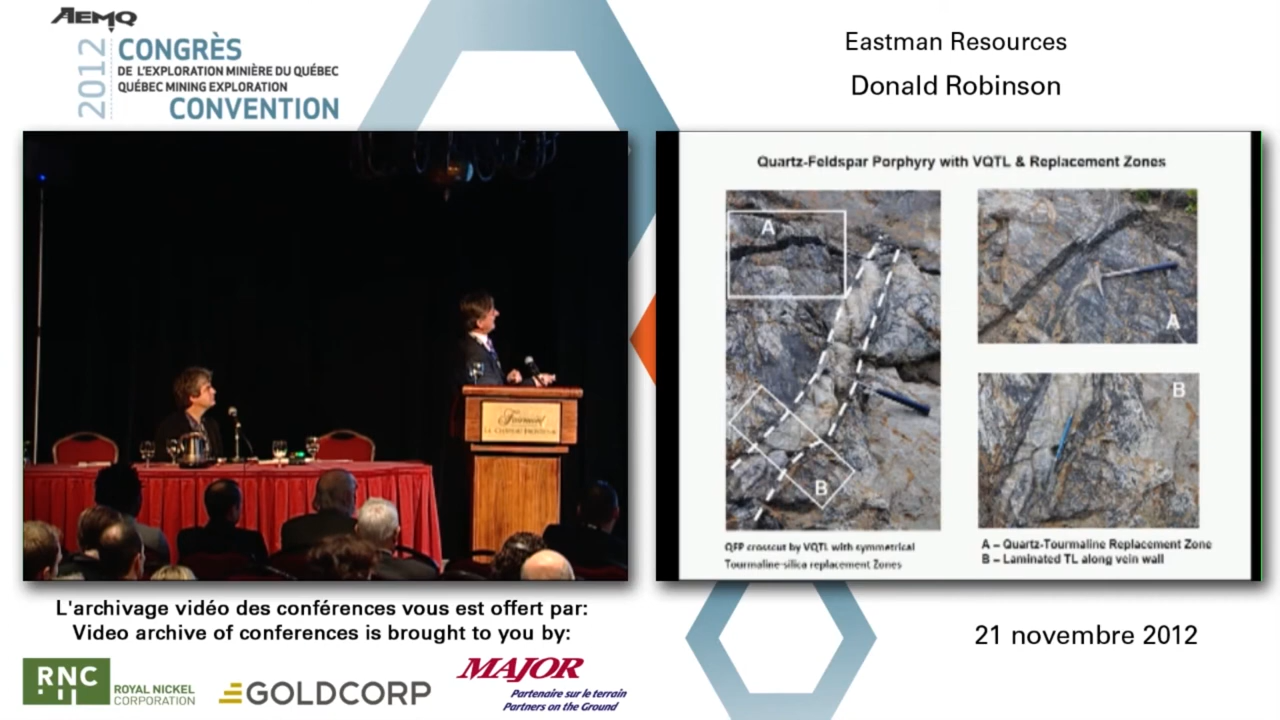 AEMQ
2012
CONGRÈS
DE L'EXPLORATION MINIÈRE DU QUÉBEC
QUÉBEC MINING EXPLORATION
CONVENTION
Eastman Resources
Donald Robinson
Fairmont
LE CHÂTEAU FRONTENAC
Quartz-Feldspar Porphyry with VQTL & Replacement Zones
A
B
A
B
QFP crosscut by VQTL with symmetrical
Tourmaline-silica replacement Zones
A – Quartz-Tourmaline Replacement Zone
B – Laminated TL along vein wall
L'archivage vidéo des conférences vous est offert par:
Video archive of conferences is brought to you by:
21 novembre 2012
RNC
ROYAL NICKEL
CORPORATION
GOLDCORP
MAJOR
Partenaire sur le terrain
Partners on the Ground